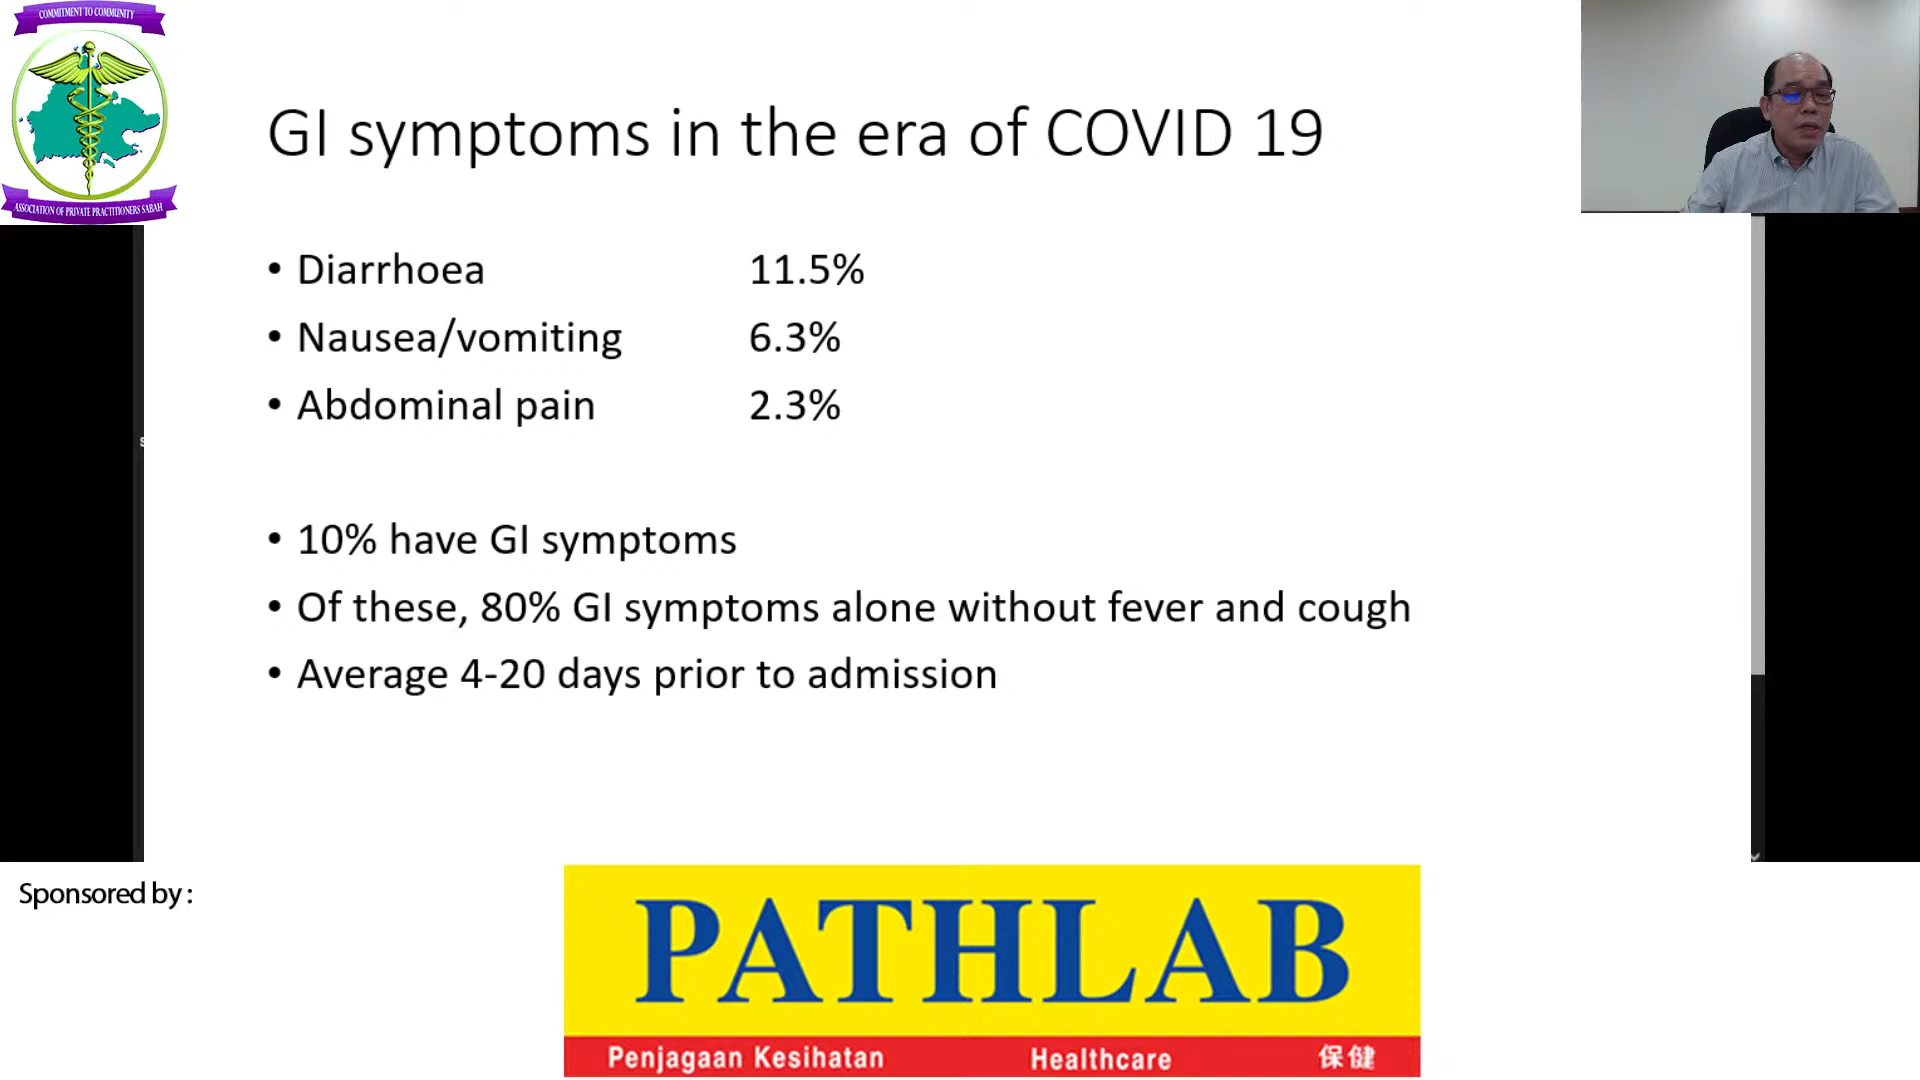 COMMITMENT TO COMMUNITY
ASSOCIATION OF PRIVATE PRACTITIONERS SABAH
GI symptoms in the era of COVID 19
• Diarrhoea 11.5%
• Nausea/vomiting 6.3%
• Abdominal pain 2.3%
• 10% have GI symptoms
• Of these, 80% GI symptoms alone without fever and cough
• Average 4-20 days prior to admission
Sponsored by :
PATHLAB
Penjagaan Kesihatan Healthcare 保健